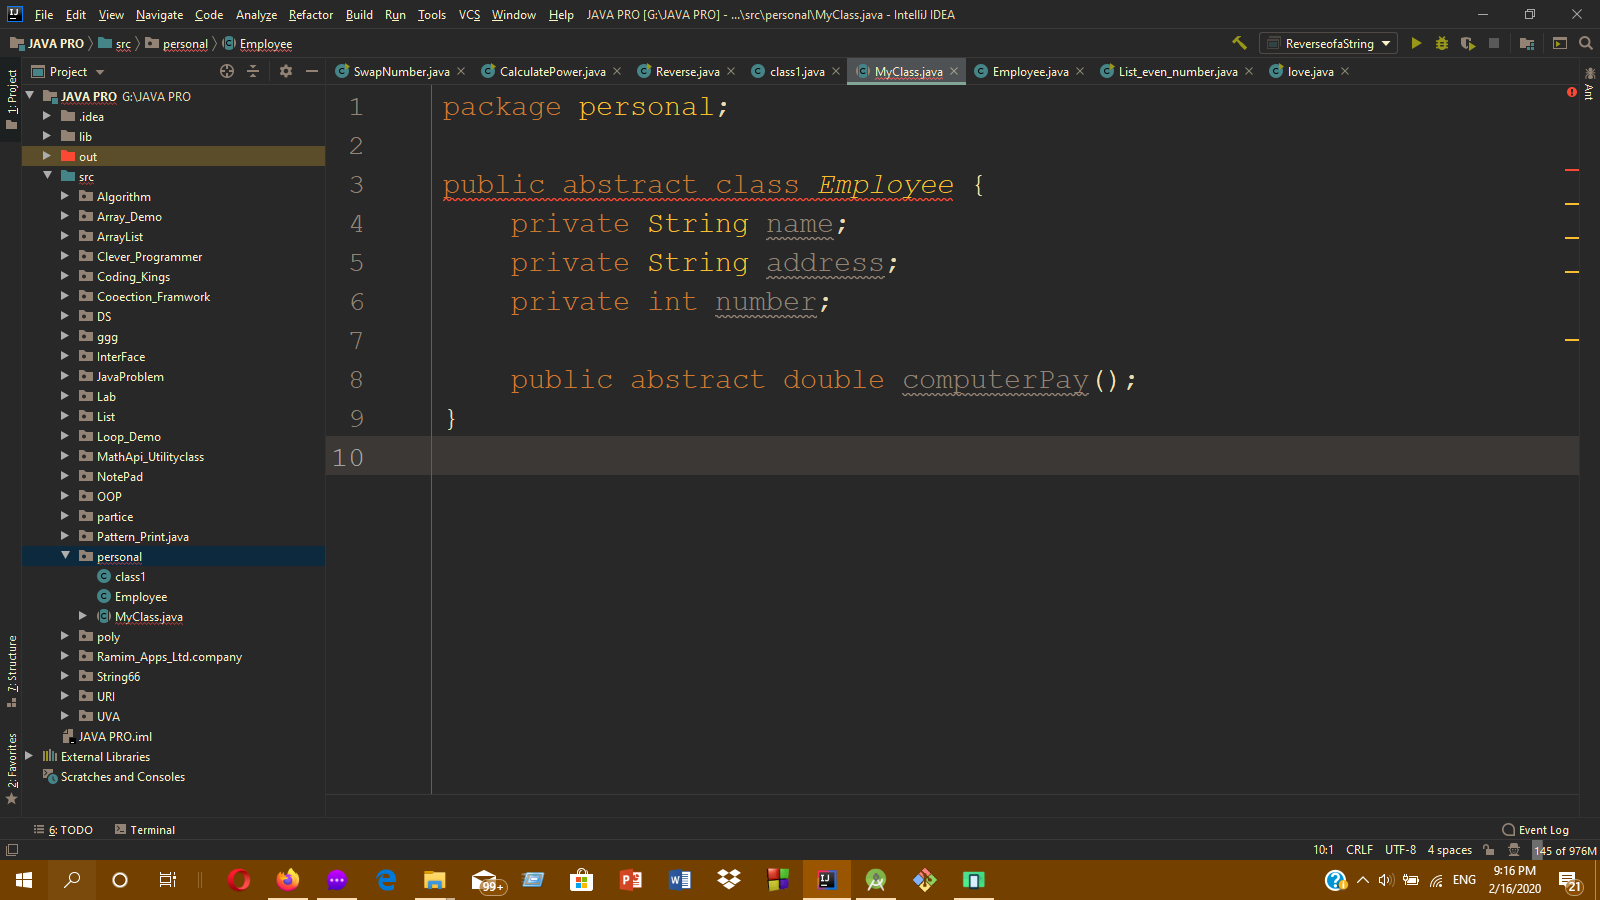 File Edit View Navigate Code Analyze Refactor Build Run Tools VCS Window Help JAVA PRO [G:\JAVA PRO] - ...\src\personal\MyClass.java - IntelliJ IDEA
JAVA PRO src personal Employee ReverseofaString
Project SwapNumber.java CalculatePower.java Reverse.java class1.java MyClass.java Employee.java List_even_number.java love.java
1: Project
Ant
JAVA PRO G:\JAVA PRO
.idea
lib
out
src
Algorithm
Array_Demo
ArrayList
Clever_Programmer
Coding_Kings
Cooection_Framwork
DS
ggg
InterFace
JavaProblem
Lab
List
Loop_Demo
MathApi_Utilityclass
NotePad
OOP
partice
Pattern_Print.java
personal
class1
Employee
MyClass.java
poly
Ramim_Apps_Ltd.company
String66
URI
UVA
JAVA PRO.iml
External Libraries
Scratches and Consoles
7: Structure
2: Favorites
1 package personal;
2
3 public abstract class Employee {
4 private String name;
5 private String address;
6 private int number;
7
8 public abstract double computerPay();
9 }
10
6: TODO Terminal Event Log
10:1 CRLF UTF-8 4 spaces 145 of 976M
99+ ENG 9:16 PM
2/16/2020 21